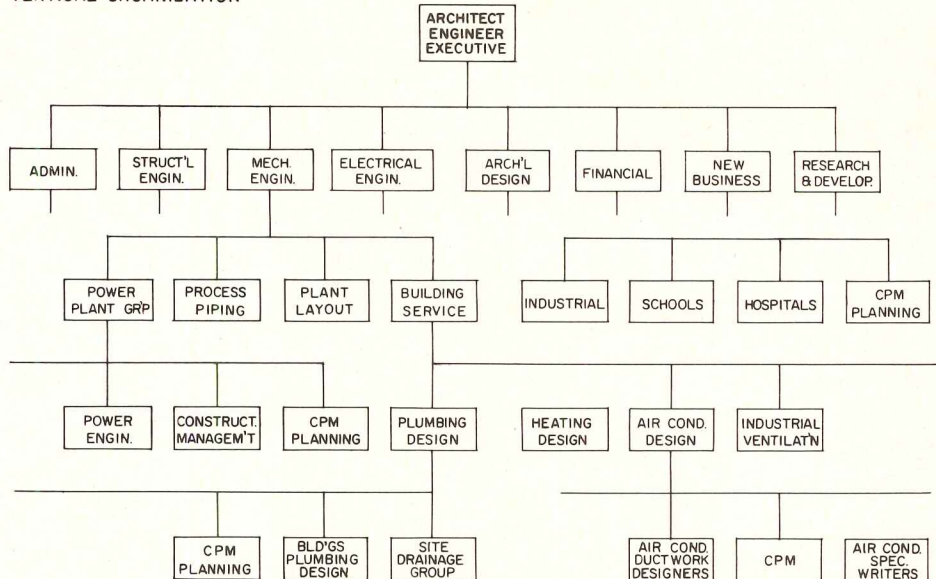 ARCHITECT
ENGINEER
EXECUTIVE
ADMIN.
STRUCT'L
ENGIN.
MECH.
ENGIN.
ELECTRICAL
ENGIN.
ARCH'L
DESIGN
FINANCIAL
NEW
BUSINESS
RESEARCH
& DEVELOP.
POWER
PLANT GR'P
PROCESS
PIPING
PLANT
LAYOUT
BUILDING
SERVICE
INDUSTRIAL
SCHOOLS
HOSPITALS
CPM
PLANNING
POWER
ENGIN.
CONSTRUCT.
MANAGEM'T
CPM
PLANNING
PLUMBING
DESIGN
HEATING
DESIGN
AIR COND.
DESIGN
INDUSTRIAL
VENTILAT'N
CPM
PLANNING
BLD'GS
PLUMBING
DESIGN
SITE
DRAINAGE
GROUP
AIR COND.
DUCTWORK
DESIGNERS
CPM
AIR COND.
SPEC.
WRITERS